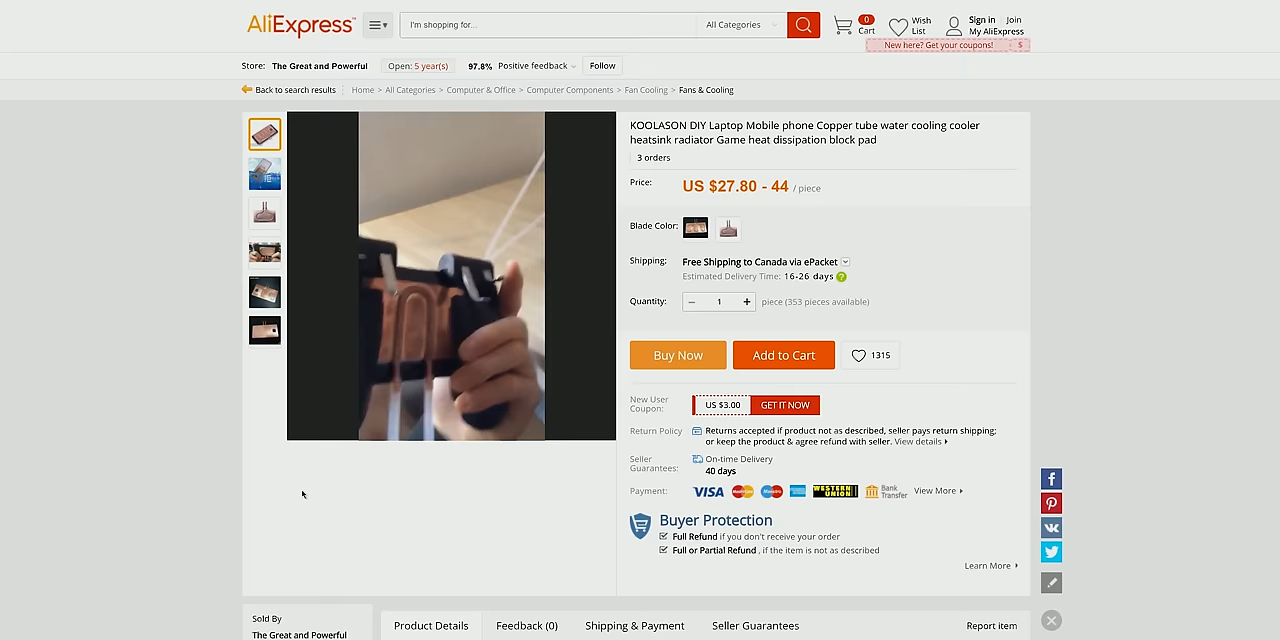 AliExpress™
I'm shopping for...
All Categories
0
Cart
Wish
List
Sign in Join
My AliExpress
New here? Get your coupons! $
Store: The Great and Powerful Open: 5 year(s) 97.8% Positive feedback Follow
Back to search results Home > All Categories > Computer & Office > Computer Components > Fan Cooling > Fans & Cooling
KOOLASON DIY Laptop Mobile phone Copper tube water cooling cooler
heatsink radiator Game heat dissipation block pad
3 orders
Price: US $27.80 - 44 / piece
Blade Color:
Shipping: Free Shipping to Canada via ePacket
Estimated Delivery Time: 16-26 days ?
Quantity: − 1 + piece (353 pieces available)
Buy Now Add to Cart 1315
New User
Coupon:
US $3.00 GET IT NOW
Return Policy Returns accepted if product not as described, seller pays return shipping;
or keep the product & agree refund with seller. View details
Seller
Guarantees:
On-time Delivery
40 days
Payment: VISA MasterCard Maestro WESTERN UNION Bank Transfer View More
Buyer Protection
Full Refund if you don't receive your order
Full or Partial Refund , if the item is not as described
Learn More
Sold By
The Great and Powerful
Product Details Feedback (0) Shipping & Payment Seller Guarantees Report item